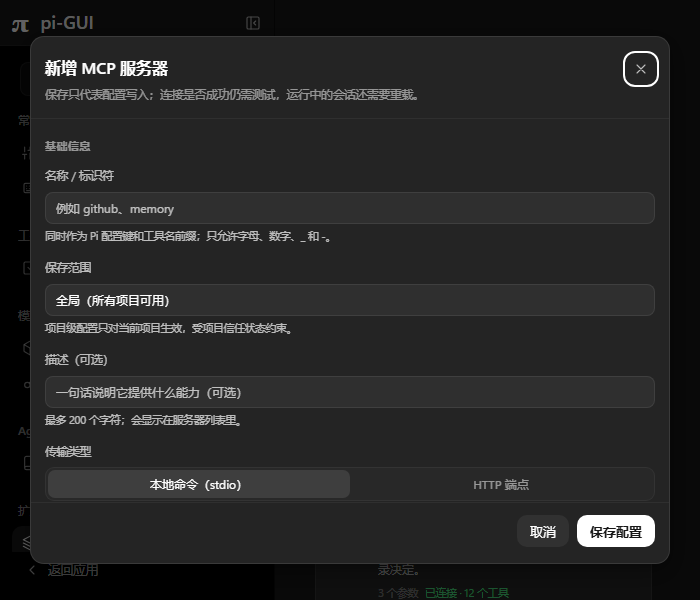 pi-GUI
新增 MCP 服务器
保存只代表配置写入；连接是否成功仍需测试，运行中的会话还需要重载。
常
基础信息
名称 / 标识符
例如 github、memory
同时作为 Pi 配置键和工具名前缀；只允许字母、数字、_ 和 -。
工
保存范围
全局（所有项目可用）
模
项目级配置只对当前项目生效，受项目信任状态约束。
描述（可选）
一句话说明它提供什么能力（可选）
最多 200 个字符；会显示在服务器列表里。
Ag
传输类型
本地命令（stdio）
HTTP 端点
扩
取消
保存配置
返回应用
录决定。
3 个参数 已连接 · 12 个工具